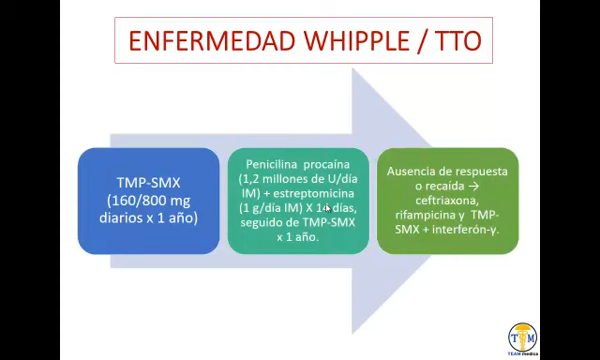 ENFERMEDAD WHIPPLE / TTO
TMP-SMX
(160/800 mg
diarios x 1 año)
Penicilina procaína
(1,2 millones de U/día
IM) + estreptomicina
(1 g/día IM) X 14 días,
seguido de TMP-SMX
x 1 año.
Ausencia de respuesta
o recaída →
ceftriaxona,
rifampicina y TMP-
SMX + interferón-γ.
T M
TEAM medica